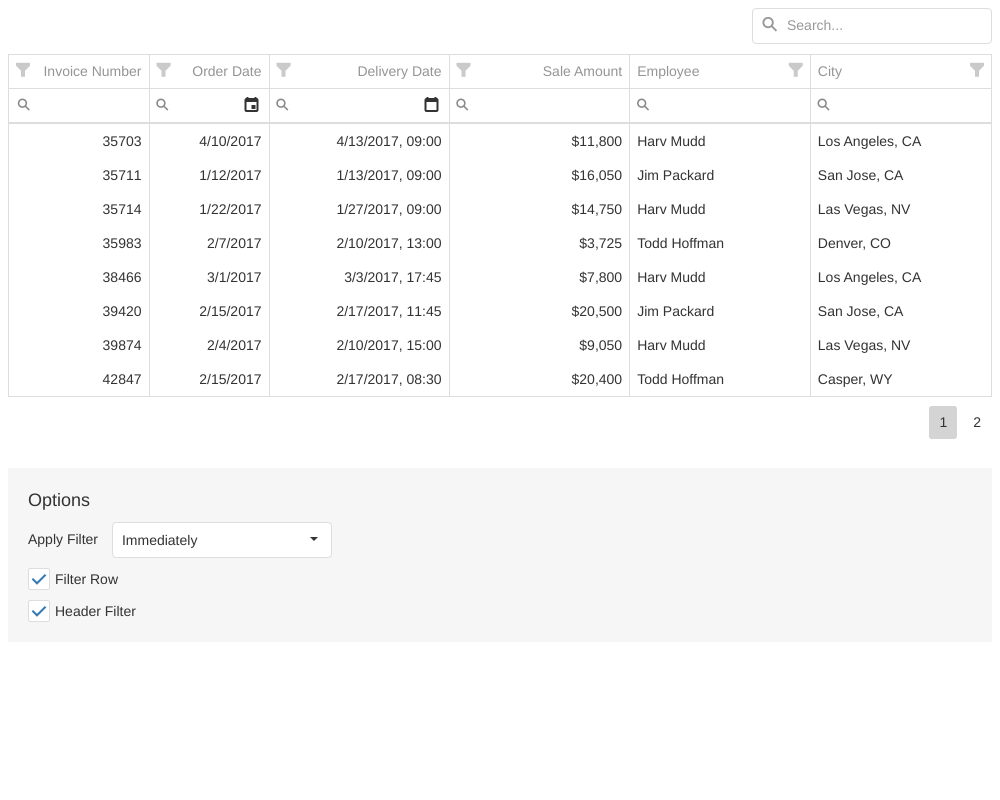 Search...
Invoice Number Order Date Delivery Date Sale Amount Employee City
35703 4/10/2017 4/13/2017, 09:00 $11,800 Harv Mudd Los Angeles, CA
35711 1/12/2017 1/13/2017, 09:00 $16,050 Jim Packard San Jose, CA
35714 1/22/2017 1/27/2017, 09:00 $14,750 Harv Mudd Las Vegas, NV
35983 2/7/2017 2/10/2017, 13:00 $3,725 Todd Hoffman Denver, CO
38466 3/1/2017 3/3/2017, 17:45 $7,800 Harv Mudd Los Angeles, CA
39420 2/15/2017 2/17/2017, 11:45 $20,500 Jim Packard San Jose, CA
39874 2/4/2017 2/10/2017, 15:00 $9,050 Harv Mudd Las Vegas, NV
42847 2/15/2017 2/17/2017, 08:30 $20,400 Todd Hoffman Casper, WY
1 2
Options
Apply Filter Immediately
Filter Row
Header Filter